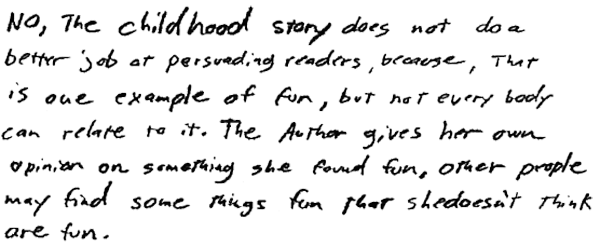 No, The childhood story does not do a
better job at persuading readers, because, That
is one example of fun, but not every body
can relate to it. The Author gives her own
opinion on something she found fun, other people
may find some things fun that shedoesn't think
are fun.